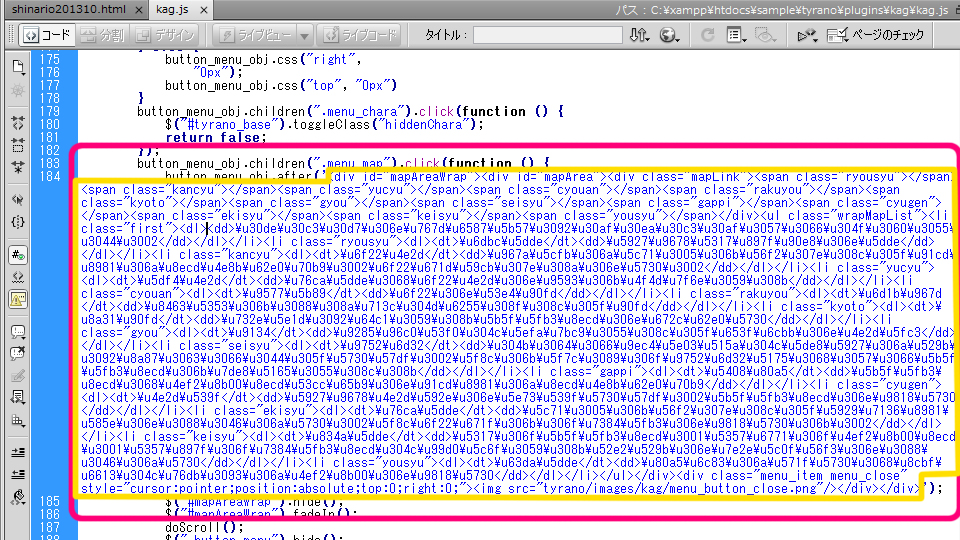 shinario201310.html × kag.js × パス: C:¥xampp¥htdocs¥sample¥tyrano¥plugins¥kag¥kag.js
コード 分割 デザイン ライブビュー ライブコード タイトル: ページのチェック
175 button_menu_obj.css("right",
176 "0px");
177 button_menu_obj.css("top", "0px")
178 }
179 button_menu_obj.children(".menu_chara").click(function () {
180 $("#tyrano_base").toggleClass("hiddenChara");
181 return false;
182 });
183 button_menu_obj.children(".menu_map").click(function () {
184 button_menu_obj.after('<div id="mapAreaWrap"><div id="mapArea"><div class="mapLink"><span class="ryousyu"></span>
<span class="kancyu"></span><span class="yucyu"></span><span class="cyouan"></span><span class="rakuyou"></span><span
class="kyoto"></span><span class="gyou"></span><span class="seisyu"></span><span class="gappi"></span><span class="cyugen">
</span><span class="ekisyu"></span><span class="keisyu"></span><span class="yousyu"></span></div><ul class="wrapMapList"><li
class="first"><dl><dd>¥u30de¥u30c3¥u30d7¥u306e¥u767d¥u6587¥u5b57¥u3092¥u30af¥u30ea¥u30c3¥u30af¥u3057¥u3066¥u304f¥u3060¥u3055
¥u3044¥u3002</dd></dl></li><li class="ryousyu"><dl><dt>¥u6dbc¥u5dde</dt><dd>¥u5927¥u9678¥u5317¥u897f¥u90e8¥u306e¥u5dde</dd>
</dl></li><li class="kancyu"><dl><dt>¥u6f22¥u4e2d</dt><dd>¥u967a¥u5cfb¥u306a¥u5c71¥u3005¥u306b¥u56f2¥u307e¥u308c¥u305f¥u91cd
¥u8981¥u306a¥u8ecd¥u4e8b¥u62e0¥u70b9¥u3002¥u6f22¥u671d¥u59cb¥u307e¥u308a¥u306e¥u5730¥u3002</dd></dl></li><li class="yucyu">
<dl><dt>¥u5df4¥u4e2d</dt><dd>¥u76ca¥u5dde¥u3068¥u6f22¥u4e2d¥u306e¥u9593¥u306b¥u4f4d¥u7f6e¥u3059¥u308b</dd></dl></li><li
class="cyouan"><dl><dt>¥u9577¥u5b89</dt><dd>¥u6f22¥u306e¥u53e4¥u90fd</dd></dl></li><li class="rakuyou"><dl><dt>¥u6d1b¥u967d
</dt><dd>¥u8463¥u5353¥u306b¥u3088¥u308a¥u713c¥u304d¥u6255¥u308f¥u308c¥u305f¥u90fd</dd></dl></li><li class="kyoto"><dl><dt>¥
u8a31¥u90fd</dt><dd>¥u732e¥u5e1d¥u3092¥u64c1¥u3059¥u308b¥u5b5f¥u5fb3¥u8ecd¥u306e¥u672c¥u62e0¥u5730</dd></dl></li><li
class="gyou"><dl><dt>¥u9134</dt><dd>¥u9285¥u96c0¥u53f0¥u304c¥u5efa¥u7bc9¥u3055¥u308c¥u305f¥u653f¥u6cbb¥u306e¥u4e2d¥u5fc3</dd>
</dl></li><li class="seisyu"><dl><dt>¥u9752¥u6d32</dt><dd>¥u304b¥u3064¥u3066¥u9ec4¥u5e03¥u515a¥u304c¥u5de8¥u5927¥u306a¥u529b¥
¥u3092¥u8a87¥u3063¥u3066¥u3044¥u305f¥u5730¥u57df¥u3002¥u5f8c¥u306b¥u5f7c¥u3089¥u306f¥u9752¥u6d32¥u5175¥u3068¥u3057¥u3066¥u5b5f
¥u5fb3¥u8ecd¥u306b¥u7de8¥u5165¥u3055¥u308c¥u308b</dd></dl></li><li class="gappi"><dl><dt>¥u5408¥u80a5</dt><dd>¥u5b5f¥u5fb3¥
u8ecd¥u3068¥u4ef2¥u8b00¥u8ecd¥u53cc¥u65b9¥u306e¥u91cd¥u8981¥u306a¥u8ecd¥u4e8b¥u62e0¥u70b9</dd></dl></li><li class="cyugen">
<dl><dt>¥u4e2d¥u539f</dt><dd>¥u5927¥u9678¥u4e2d¥u592e¥u306e¥u5e73¥u539f¥u5730¥u57df¥u3002¥u5b5f¥u5fb3¥u8ecd¥u306e¥u9818¥u5730
</dd></dl></li><li class="ekisyu"><dl><dt>¥u76ca¥u5dde</dt><dd>¥u5c71¥u3005¥u306b¥u56f2¥u307e¥u308c¥u305f¥u5929¥u7136¥u8981¥
u585e¥u306e¥u3088¥u3046¥u306a¥u5730¥u3002¥u5f8c¥u6f22¥u671f¥u306b¥u306f¥u7384¥u5fb3¥u306e¥u9818¥u5730¥u306b¥u3002</dd></dl>
</li><li class="keisyu"><dl><dt>¥u834a¥u5dde</dt><dd>¥u5317¥u306f¥u5b5f¥u5fb3¥u8ecd¥u3001¥u5357¥u6771¥u306f¥u4ef2¥u8b00¥u8ecd
¥u3001¥u5357¥u897f¥u306f¥u7384¥u5fb3¥u8ecd¥u304c¥u99d0¥u5c6f¥u3059¥u308b¥u52e2¥u529b¥u306e¥u7e2e¥u5c0f¥u56f3¥u306e¥u3088¥
¥u3046¥u306a¥u5730</dd></dl></li><li class="yousyu"><dl><dt>¥u63da¥u5dde</dt><dd>¥u80a5¥u6c83¥u306a¥u571f¥u5730¥u3068¥u8cbf¥
u6613¥u304c¥u76db¥u3093¥u306a¥u4ef2¥u8b00¥u8ecd¥u306e¥u9818¥u5730</dd></dl></li></ul><div class="menu_item menu_close"
style="cursor:pointer;position:absolute;top:0;right:0;"><img src="tyrano/images/kag/menu_button_close.png"/></div></div>');
185 $("#mapAreaWrap").hide();
186 $("#mapAreaWrap").fadeIn();
187 doScroll();
188 $(".button_menu").hide();